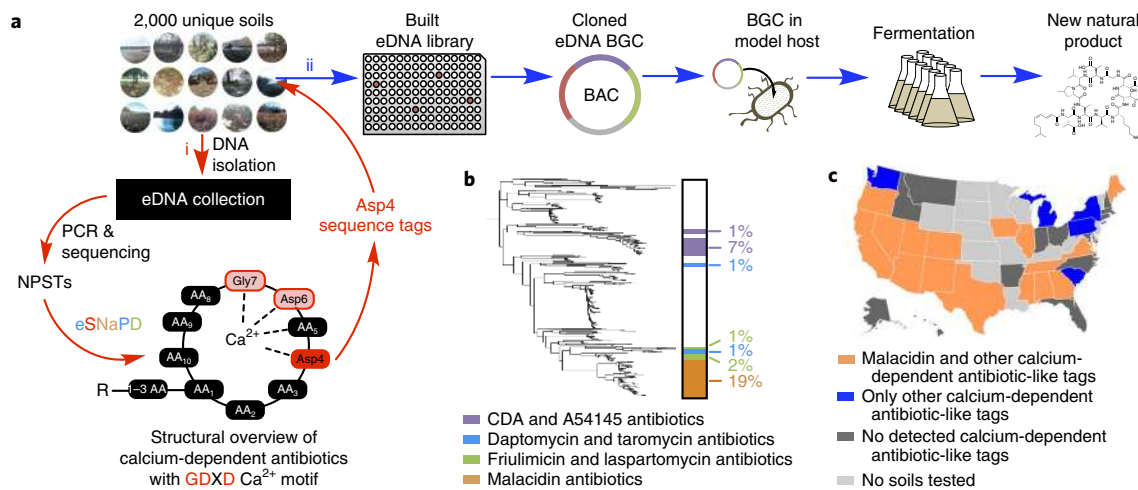 a
2,000 unique soils
Built
eDNA library
Cloned
eDNA BGC
BGC in
model host
Fermentation
New natural
product
ii
BAC
i
DNA
isolation
eDNA collection
PCR &
sequencing
NPSTs
eSNaPD
Asp4
sequence tags
Gly7
Asp6
AA8
AA9
AA10
AA5
Asp4
AA3
AA2
AA1
1–3 AA
R
Ca2+
Structural overview of
calcium-dependent antibiotics
with GDXD Ca2+ motif
b
1%
7%
1%
1%
1%
2%
19%
CDA and A54145 antibiotics
Daptomycin and taromycin antibiotics
Friulimicin and laspartomycin antibiotics
Malacidin antibiotics
c
Malacidin and other calcium-
dependent antibiotic-like tags
Only other calcium-dependent
antibiotic-like tags
No detected calcium-dependent
antibiotic-like tags
No soils tested